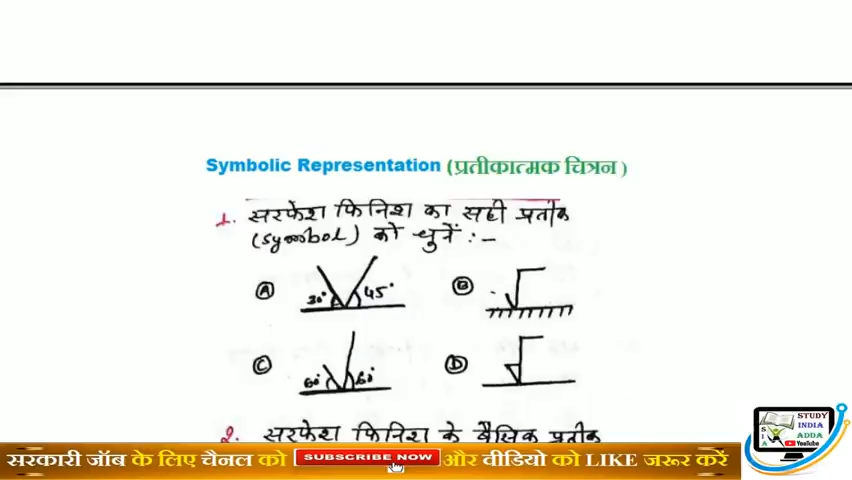 Symbolic Representation (प्रतीकात्मक चित्रन)
1. सरफेश फिनिश का सही प्रतीक
(Symbol) को चुनें :-
A 30° 45° B
C 60° 60° D
2. सरफेश फिनिश के बैसिक प्रतीक
सरकारी जॉब के लिए चैनल को SUBSCRIBE NOW और वीडियो को LIKE जरूर करें
STUDY
INDIA
ADDA
SIA
YouTube